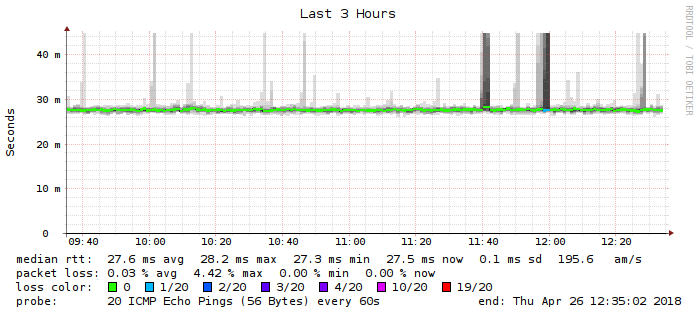 Last 3 Hours
RRDTOOL / TOBI OETIKER
Seconds
40 m
30 m
20 m
10 m
0
09:40 10:00 10:20 10:40 11:00 11:20 11:40 12:00 12:20
median rtt: 27.6 ms avg 28.2 ms max 27.3 ms min 27.5 ms now 0.1 ms sd 195.6 am/s
packet loss: 0.03 % avg 4.42 % max 0.00 % min 0.00 % now
loss color: 0 1/20 2/20 3/20 4/20 10/20 19/20
probe: 20 ICMP Echo Pings (56 Bytes) every 60s end: Thu Apr 26 12:35:02 2018